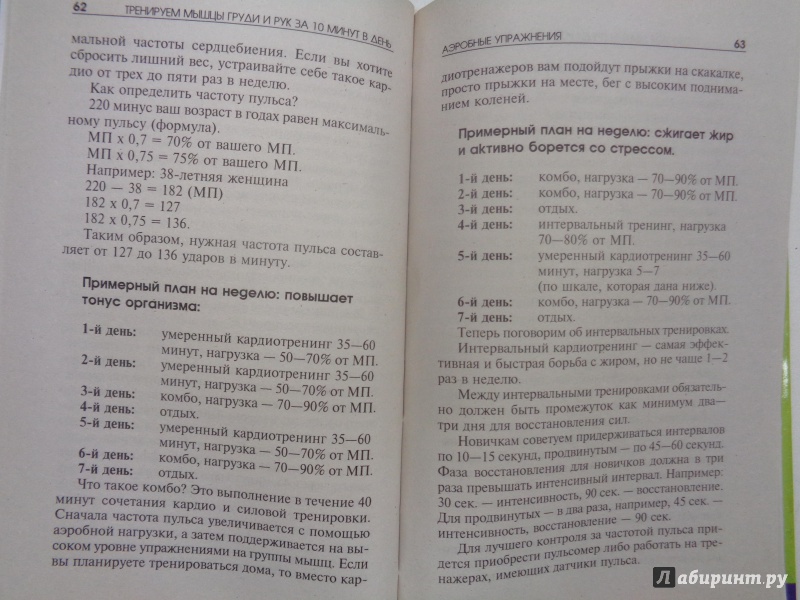 62
ТРЕНИРУЕМ МЫШЦЫ ГРУДИ И РУК ЗА 10 МИНУТ В ДЕНЬ
мальной частоты сердцебиения. Если вы хотите
сбросить лишний вес, устраивайте себе такое кар-
дио от трех до пяти раз в неделю.
Как определить частоту пульса?
220 минус ваш возраст в годах равен максималь-
ному пульсу (формула).
МП х 0,7 = 70% от вашего МП.
МП х 0,75 = 75% от вашего МП.
Например: 38-летняя женщина
220 — 38 = 182 (МП)
182 х 0,7 = 127
182 х 0,75 = 136.
Таким образом, нужная частота пульса состав-
ляет от 127 до 136 ударов в минуту.
Примерный план на неделю: повышает
тонус организма:
1-й день: умеренный кардиотренинг 35—60
минут, нагрузка — 50—70% от МП.
2-й день: умеренный кардиотренинг 35—60
минут, нагрузка — 50—70% от МП.
3-й день: комбо, нагрузка — 70—90% от МП.
4-й день: отдых.
5-й день: умеренный кардиотренинг 35—60
минут, нагрузка — 50—70% от МП.
6-й день: комбо, нагрузка — 70—90% от МП.
7-й день: отдых.
Что такое комбо? Это выполнение в течение 40
минут сочетания кардио и силовой тренировки.
Сначала частота пульса увеличивается с помощью
аэробной нагрузки, а затем поддерживается на вы-
соком уровне упражнениями на группы мышц. Если
вы планируете тренироваться дома, то вместо кар-
АЭРОБНЫЕ УПРАЖНЕНИЯ
63
диотренажеров вам подойдут прыжки на скакалке,
просто прыжки на месте, бег с высоким поднима-
нием коленей.
Примерный план на неделю: сжигает жир
и активно борется со стрессом.
1-й день: комбо, нагрузка — 70—90% от МП.
2-й день: комбо, нагрузка — 70—90% от МП.
3-й день: отдых.
4-й день: интервальный тренинг, нагрузка
70—80% от МП.
5-й день: умеренный кардиотренинг 35—60
минут, нагрузка 5—7
(по шкале, которая дана ниже).
6-й день: комбо, нагрузка — 70—90% от МП.
7-й день: отдых.
Теперь поговорим об интервальных тренировках.
Интервальный кардиотренинг — самая эффек-
тивная и быстрая борьба с жиром, но не чаще 1—2
раз в неделю.
Между интервальными тренировками обязатель-
но должен быть промежуток как минимум два—
три дня для восстановления сил.
Новичкам советуем придерживаться интервалов
по 10—15 секунд, продвинутым — по 45—60 секунд.
Фаза восстановления для новичков должна в три
раза превышать интенсивный интервал. Например:
30 сек. — интенсивность, 90 сек. — восстановление.
Для продвинутых — в два раза, например, 45 сек. —
интенсивность, восстановление — 90 сек.
Для лучшего контроля за частотой пульса при-
дется приобрести пульсомер либо работать на тре-
нажерах, имеющих датчики пульса.
Лабиринт.ру